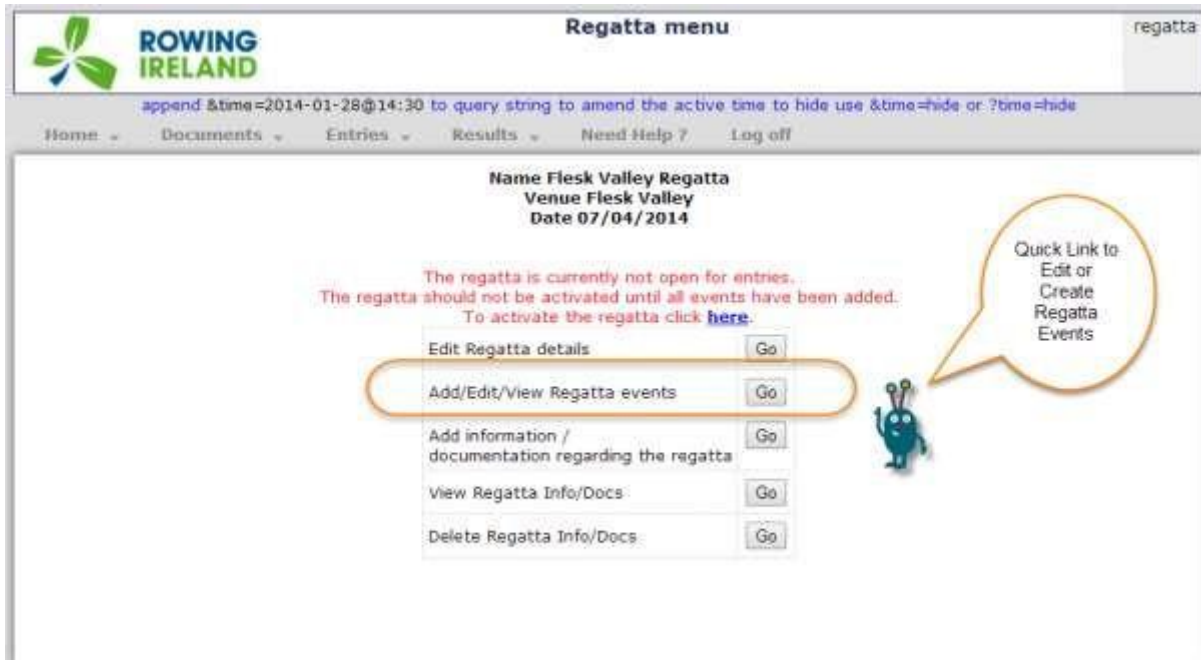 ROWING
IRELAND
Regatta menu
regatta
append &time=2014-01-28@14:30 to query string to amend the active time to hide use &time=hide or ?time=hide
Home
Documents
Entries
Results
Need Help ?
Log off
Name Flesk Valley Regatta
Venue Flesk Valley
Date 07/04/2014
The regatta is currently not open for entries.
The regatta should not be activated until all events have been added.
To activate the regatta click here.
Edit Regatta details Go
Add/Edit/View Regatta events Go
Add information / Go
documentation regarding the regatta
View Regatta Info/Docs Go
Delete Regatta Info/Docs Go
Quick Link to
Edit or
Create
Regatta
Events